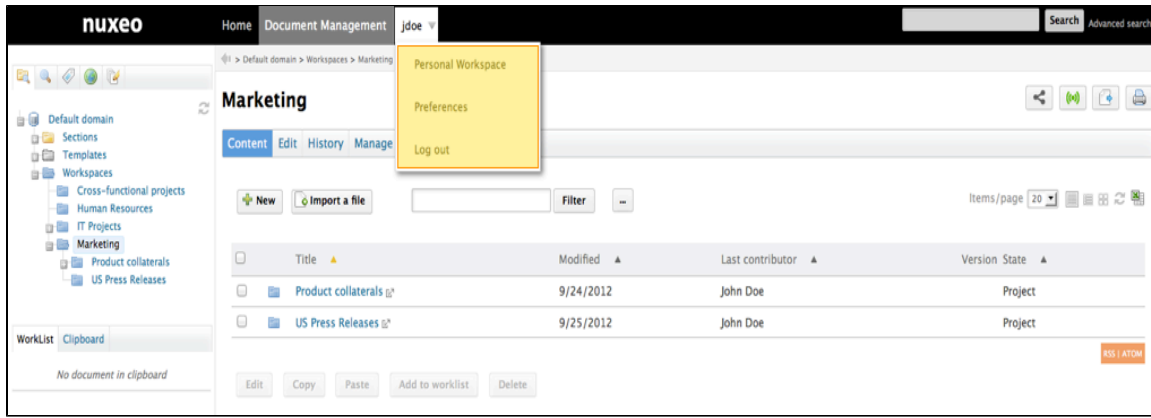 nuxeo
Home Document Management jdoe
Search Advanced search
> Default domain > Workspaces > Marketing
Personal Workspace
Preferences
Log out
Default domain
Sections
Templates
Workspaces
Cross-functional projects
Human Resources
IT Projects
Marketing
Product collaterals
US Press Releases
WorkList Clipboard
No document in clipboard
Marketing
Content Edit History Manage
New Import a file Filter ... Items/page 20
Title Modified Last contributor Version State
Product collaterals 9/24/2012 John Doe Project
US Press Releases 9/25/2012 John Doe Project
RSS | ATOM
Edit Copy Paste Add to worklist Delete